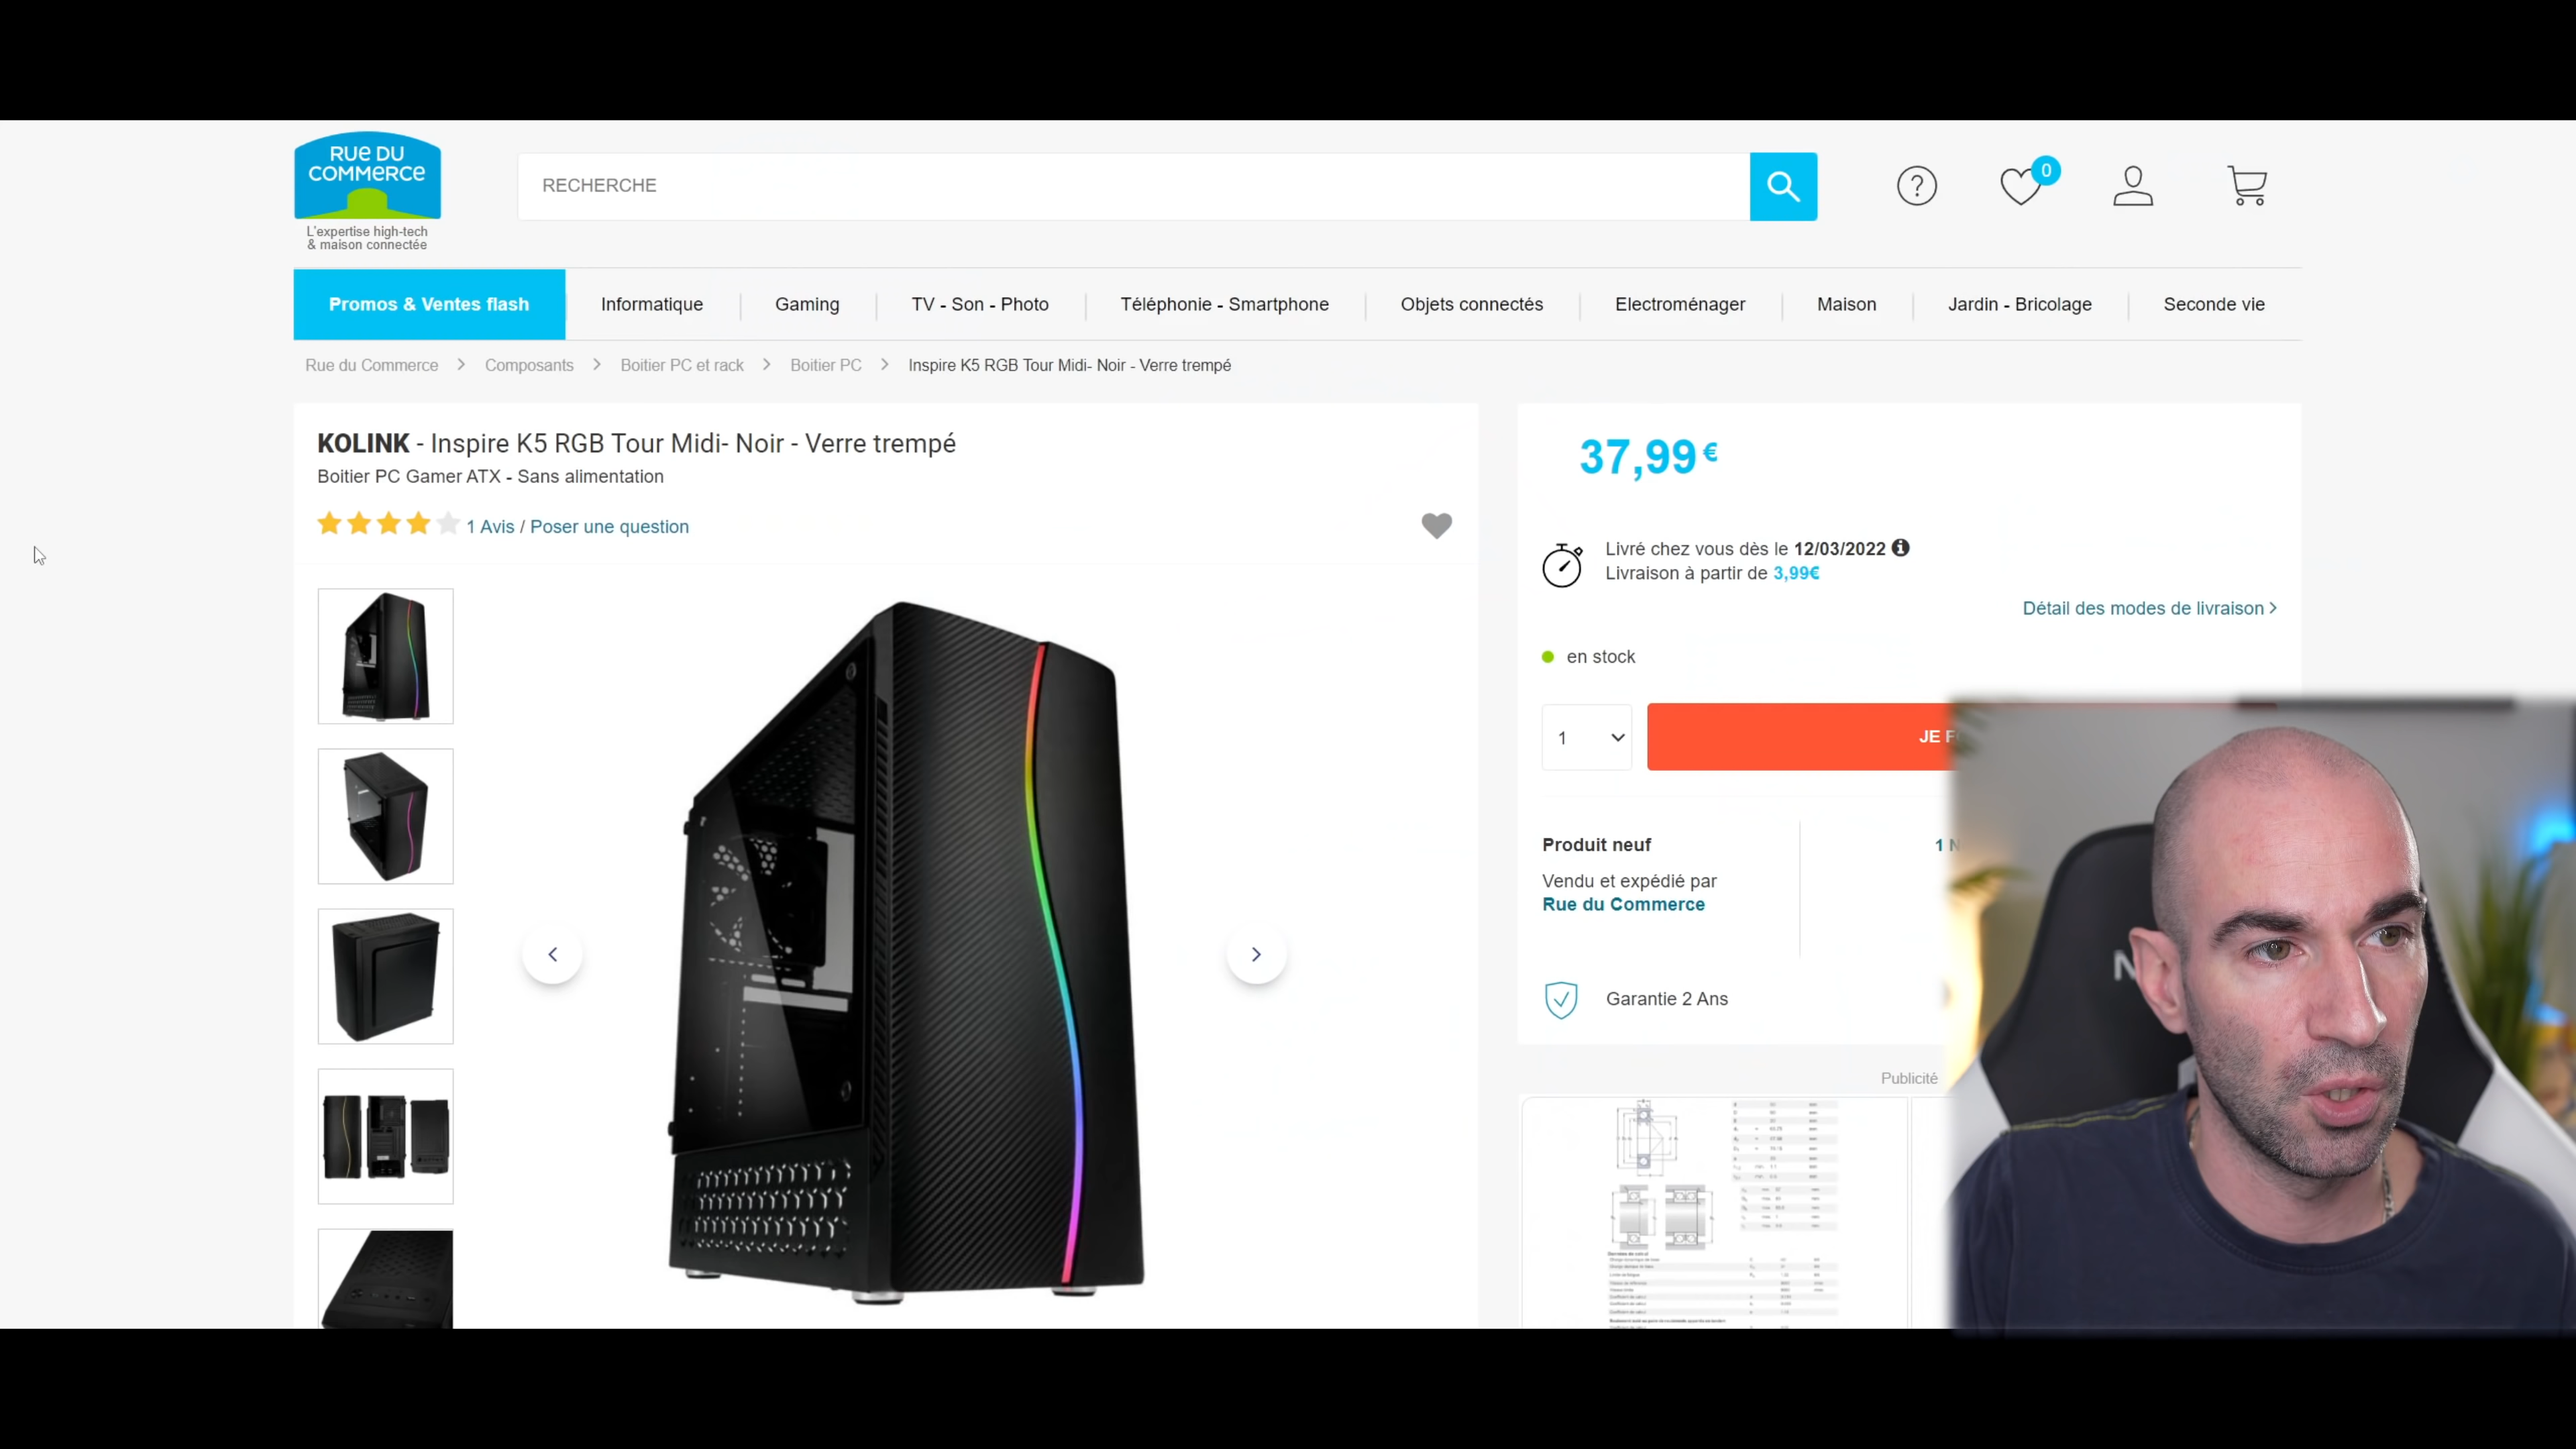 RUE DU
COMMERCE
L'expertise high-tech
& maison connectée
RECHERCHE
0
Promos & Ventes flash
Informatique
Gaming
TV - Son - Photo
Téléphonie - Smartphone
Objets connectés
Electroménager
Maison
Jardin - Bricolage
Seconde vie
Rue du Commerce > Composants > Boitier PC et rack > Boitier PC > Inspire K5 RGB Tour Midi- Noir - Verre trempé
KOLINK - Inspire K5 RGB Tour Midi- Noir - Verre trempé
Boitier PC Gamer ATX - Sans alimentation
1 Avis / Poser une question
37,99 €
Livré chez vous dès le 12/03/2022
Livraison à partir de 3,99€
Détail des modes de livraison >
en stock
1
JE F
Produit neuf
1 N
Vendu et expédié par
Rue du Commerce
Garantie 2 Ans
Publicité
N